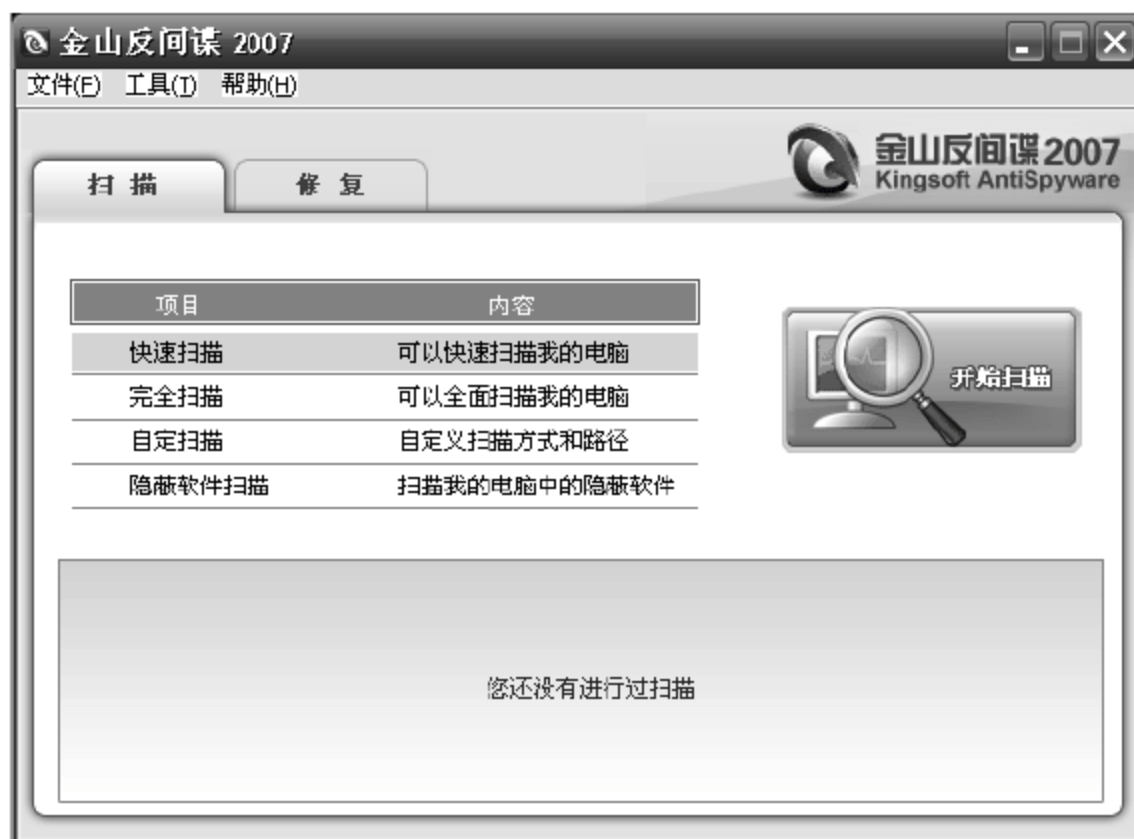 金山反间谍 2007
文件(F) 工具(T) 帮助(H)
金山反间谍2007
Kingsoft AntiSpyware
扫描 修复
项目 内容
快速扫描 可以快速扫描我的电脑
完全扫描 可以全面扫描我的电脑
自定扫描 自定义扫描方式和路径
隐蔽软件扫描 扫描我的电脑中的隐蔽软件
开始扫描
您还没有进行过扫描